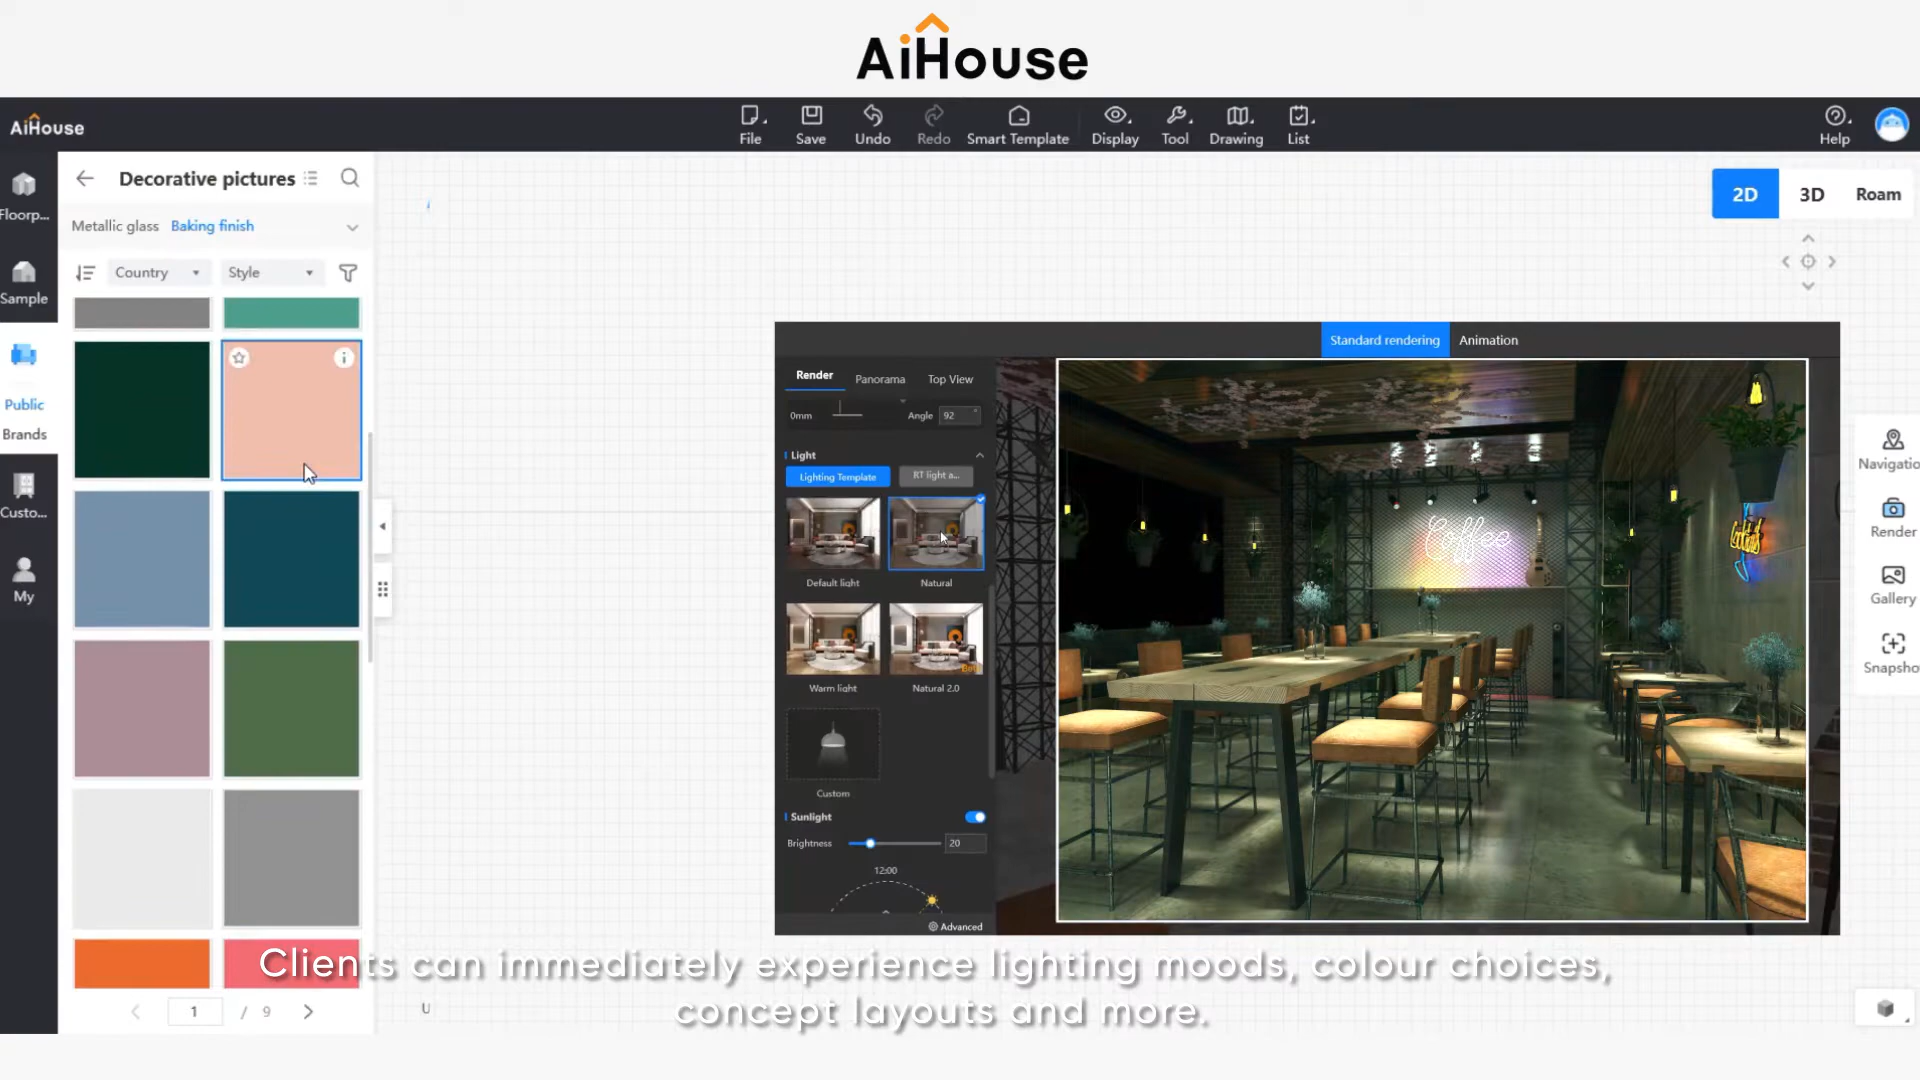 AiHouse
AiHouse
File
Save
Undo
Redo
Smart Template
Display
Tool
Drawing
List
Help
Floorp...
Sample
Public
Brands
Custo...
My
Decorative pictures
Metallic glass Baking finish
Country Style
1 / 9
2D 3D Roam
Standard rendering Animation
Render Panorama Top View
0mm Angle 92 °
Light
Lighting Template RT light a...
Default light Natural
Warm light Natural 2.0
Custom
Sunlight
Brightness 20
12:00
Advanced
Coffee
Navigatio
Render
Gallery
Snapsho
Clients can immediately experience lighting moods, colour choices,
concept layouts and more.
U